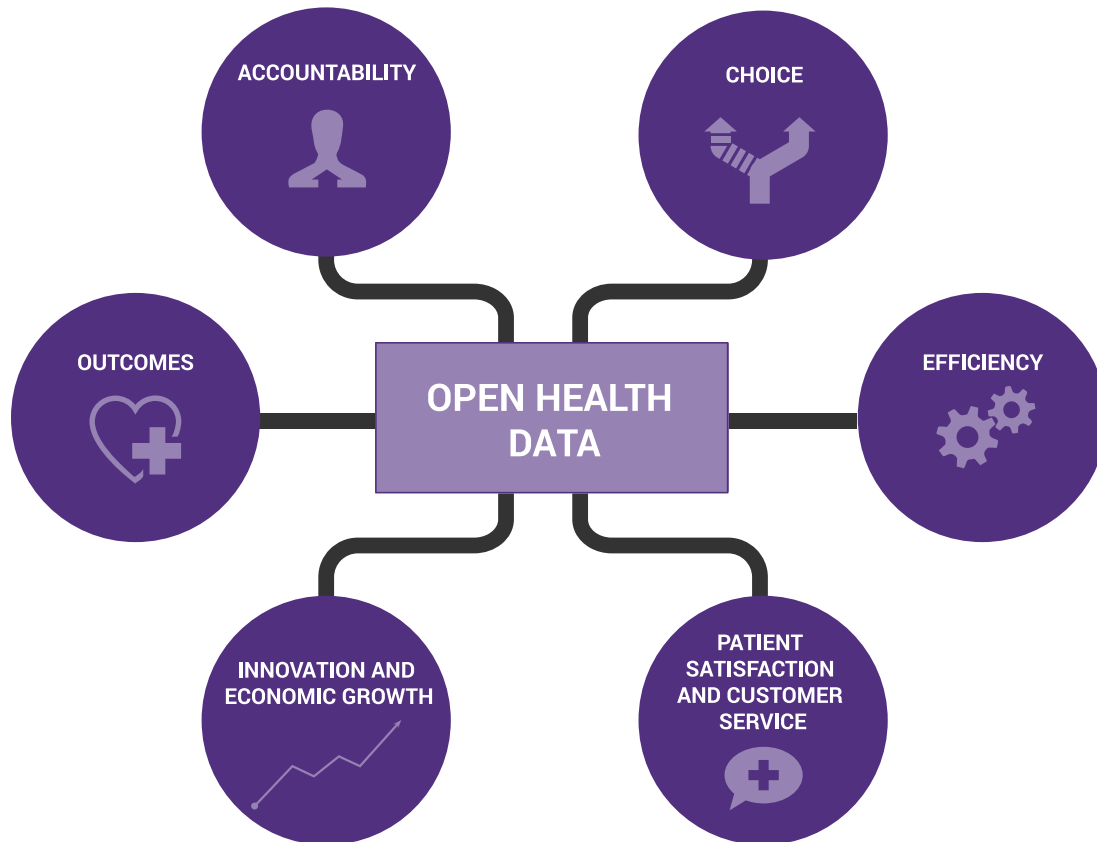 ACCOUNTABILITY
CHOICE
OUTCOMES
OPEN HEALTH
DATA
EFFICIENCY
INNOVATION AND
ECONOMIC GROWTH
PATIENT
SATISFACTION
AND CUSTOMER
SERVICE